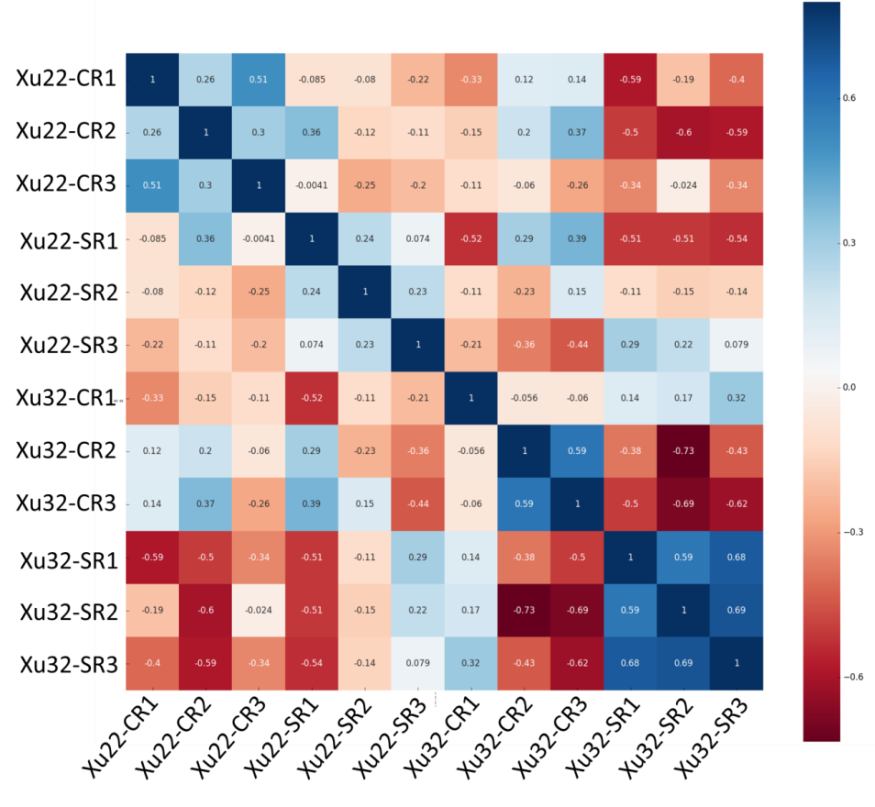 Xu22-CR1 1 0.26 0.51 -0.085 -0.08 -0.22 -0.33 0.12 0.14 -0.59 -0.19 -0.4
0.6
Xu22-CR2 0.26 1 0.3 0.36 -0.12 -0.11 -0.15 0.2 0.37 -0.5 -0.6 -0.59
Xu22-CR3 0.51 0.3 1 -0.0041 -0.25 -0.2 -0.11 -0.06 -0.26 -0.34 -0.024 -0.34
Xu22-SR1 -0.085 0.36 -0.0041 1 0.24 0.074 -0.52 0.29 0.39 -0.51 -0.51 -0.54
0.3
Xu22-SR2 -0.08 -0.12 -0.25 0.24 1 0.23 -0.11 -0.23 0.15 -0.11 -0.15 -0.14
Xu22-SR3 -0.22 -0.11 -0.2 0.074 0.23 1 -0.21 -0.36 -0.44 0.29 0.22 0.079
0.0
Xu32-CR1 -0.33 -0.15 -0.11 -0.52 -0.11 -0.21 1 -0.056 -0.06 0.14 0.17 0.32
Xu32-CR2 0.12 0.2 -0.06 0.29 -0.23 -0.36 -0.056 1 0.59 -0.38 -0.73 -0.43
Xu32-CR3 0.14 0.37 -0.26 0.39 0.15 -0.44 -0.06 0.59 1 -0.5 -0.69 -0.62
-0.3
Xu32-SR1 -0.59 -0.5 -0.34 -0.51 -0.11 0.29 0.14 -0.38 -0.5 1 0.59 0.68
Xu32-SR2 -0.19 -0.6 -0.024 -0.51 -0.15 0.22 0.17 -0.73 -0.69 0.59 1 0.69
Xu32-SR3 -0.4 -0.59 -0.34 -0.54 -0.14 0.079 0.32 -0.43 -0.62 0.68 0.69 1
-0.6
Xu22-CR1 Xu22-CR2 Xu22-CR3 Xu22-SR1 Xu22-SR2 Xu22-SR3 Xu32-CR1 Xu32-CR2 Xu32-CR3 Xu32-SR1 Xu32-SR2 Xu32-SR3